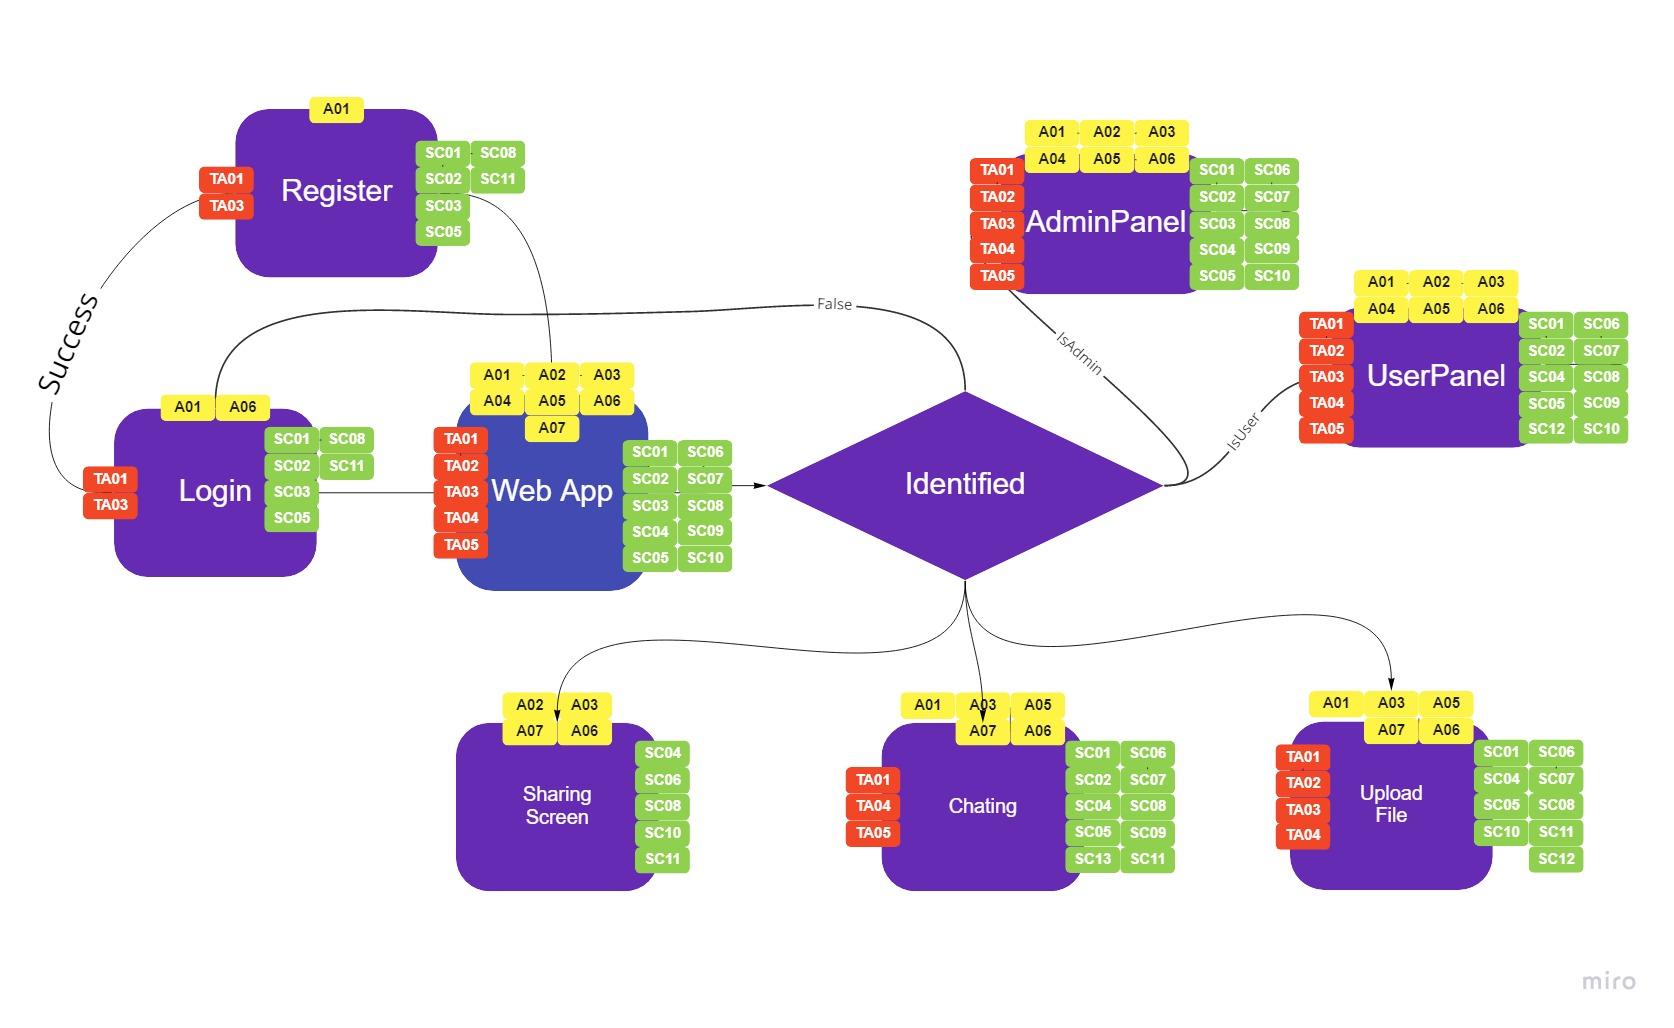 A01
Register
TA01
TA03
SC01 SC08
SC02 SC11
SC03
SC05
Success
A01 A06
Login
TA01
TA03
SC01 SC08
SC02 SC11
SC03
SC05
A01 A02 A03
A04 A05 A06
A07
Web App
TA01
TA02
TA03
TA04
TA05
SC01 SC06
SC02 SC07
SC03 SC08
SC04 SC09
SC05 SC10
False
Identified
IsAdmin
IsUser
A01 A02 A03
A04 A05 A06
AdminPanel
TA01
TA02
TA03
TA04
TA05
SC01 SC06
SC02 SC07
SC03 SC08
SC04 SC09
SC05 SC10
A01 A02 A03
A04 A05 A06
UserPanel
TA01
TA02
TA03
TA04
TA05
SC01 SC06
SC02 SC07
SC04 SC08
SC05 SC09
SC12 SC10
A02 A03
A07 A06
Sharing
Screen
SC04
SC06
SC08
SC10
SC11
A01 A03 A05
A07 A06
Chating
TA01
TA04
TA05
SC01 SC06
SC02 SC07
SC04 SC08
SC05 SC09
SC13 SC11
A01 A03 A05
A07 A06
Upload
File
TA01
TA02
TA03
TA04
SC01 SC06
SC04 SC07
SC05 SC08
SC10 SC11
SC12
miro